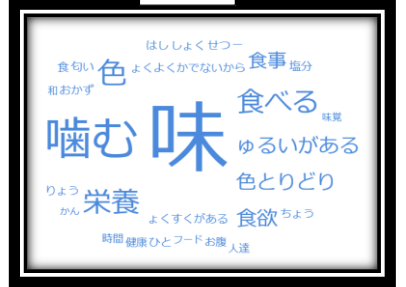 はししょくせつー
食匂い 色 よくよくかでないから 食事 塩分
和おかず 食べる 味覚
噛む 味 ゅるいがある
色とりどり
りょう 栄養 食欲 ちょう
かん よくすくがある
時間 健康 ひと フード お腹 人達